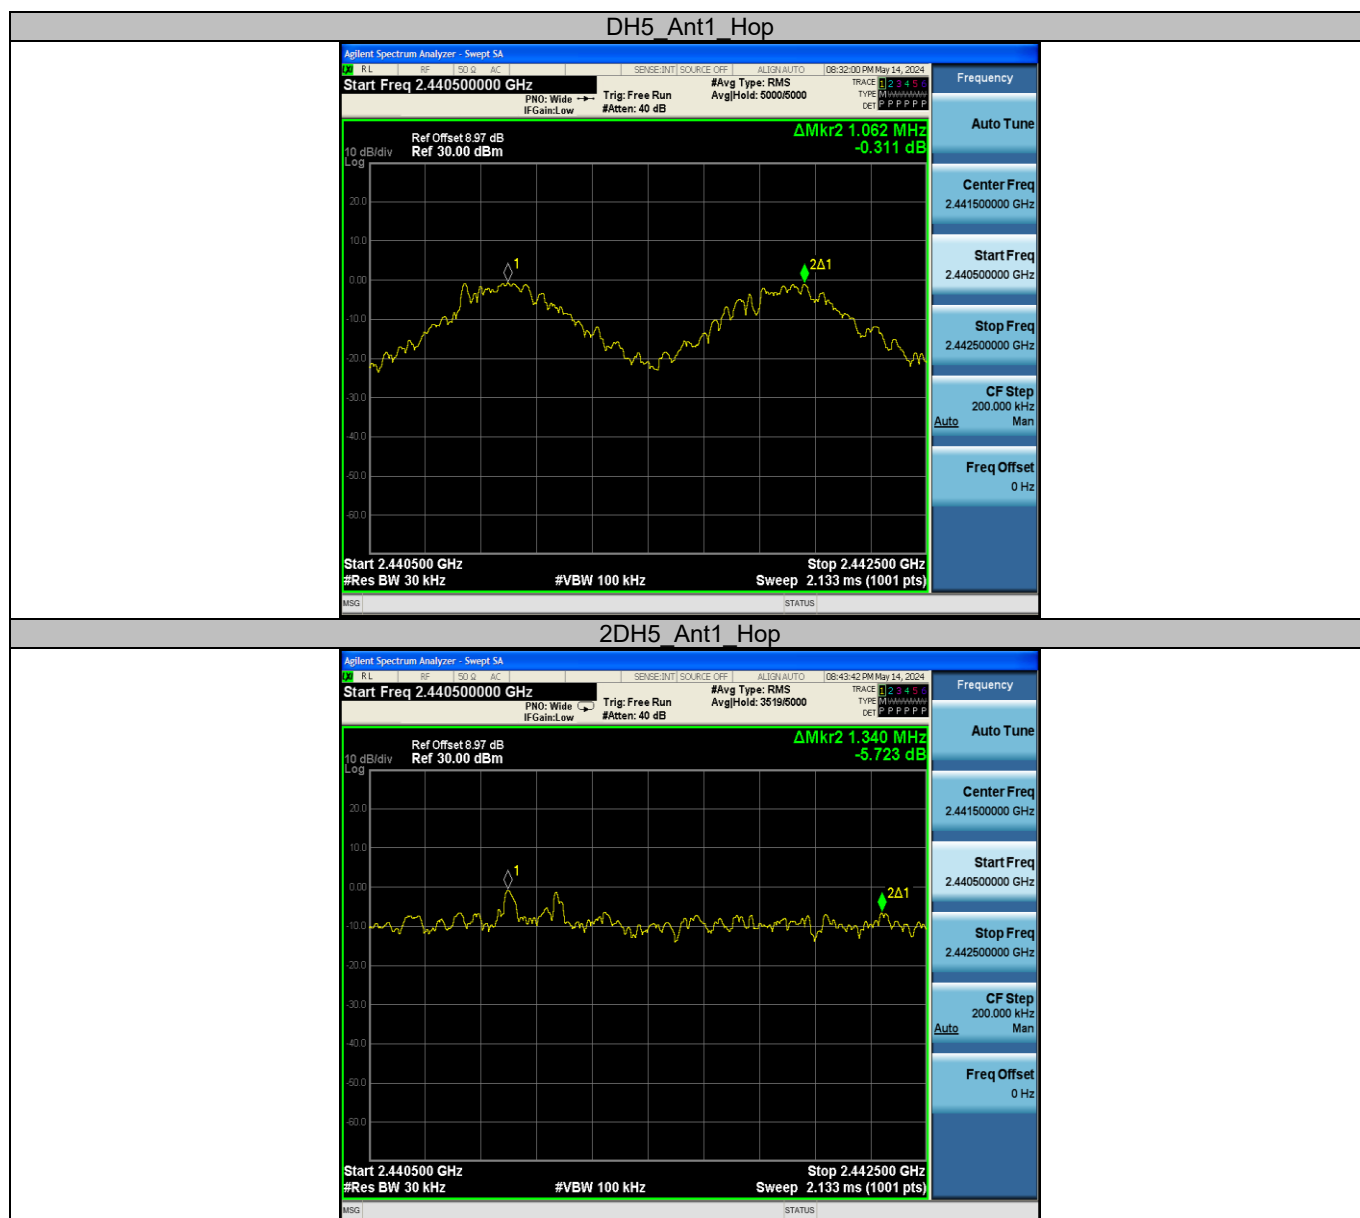 DH5_Ant1_Hop
Agilent Spectrum Analyzer - Swept SA
RL RF 50 Ω AC SENSE:INT SOURCE OFF ALIGN AUTO 08:32:00 PM May 14, 2024
Start Freq 2.440500000 GHz
PNO: Wide
IFGain:Low
Trig: Free Run
#Atten: 40 dB
#Avg Type: RMS
Avg|Hold: 5000/5000
TRACE 1 2 3 4 5 6
TYPE M
DET P P P P P P
Frequency
Auto Tune
Center Freq
2.441500000 GHz
Start Freq
2.440500000 GHz
Stop Freq
2.442500000 GHz
CF Step
200.000 kHz
Auto Man
Freq Offset
0 Hz
ΔMkr2 1.062 MHz
-0.311 dB
Ref Offset 8.97 dB
10 dB/div Ref 30.00 dBm
Log
20.0
10.0
0.00
-10.0
-20.0
-30.0
-40.0
-50.0
-60.0
1
2Δ1
Start 2.440500 GHz Stop 2.442500 GHz
#Res BW 30 kHz #VBW 100 kHz Sweep 2.133 ms (1001 pts)
MSG STATUS
2DH5_Ant1_Hop
Agilent Spectrum Analyzer - Swept SA
RL RF 50 Ω AC SENSE:INT SOURCE OFF ALIGN AUTO 08:43:42 PM May 14, 2024
Start Freq 2.440500000 GHz
PNO: Wide
IFGain:Low
Trig: Free Run
#Atten: 40 dB
#Avg Type: RMS
Avg|Hold: 3519/5000
TRACE 1 2 3 4 5 6
TYPE M
DET P P P P P P
Frequency
Auto Tune
Center Freq
2.441500000 GHz
Start Freq
2.440500000 GHz
Stop Freq
2.442500000 GHz
CF Step
200.000 kHz
Auto Man
Freq Offset
0 Hz
ΔMkr2 1.340 MHz
-5.723 dB
Ref Offset 8.97 dB
10 dB/div Ref 30.00 dBm
Log
20.0
10.0
0.00
-10.0
-20.0
-30.0
-40.0
-50.0
-60.0
1
2Δ1
Start 2.440500 GHz Stop 2.442500 GHz
#Res BW 30 kHz #VBW 100 kHz Sweep 2.133 ms (1001 pts)
MSG STATUS